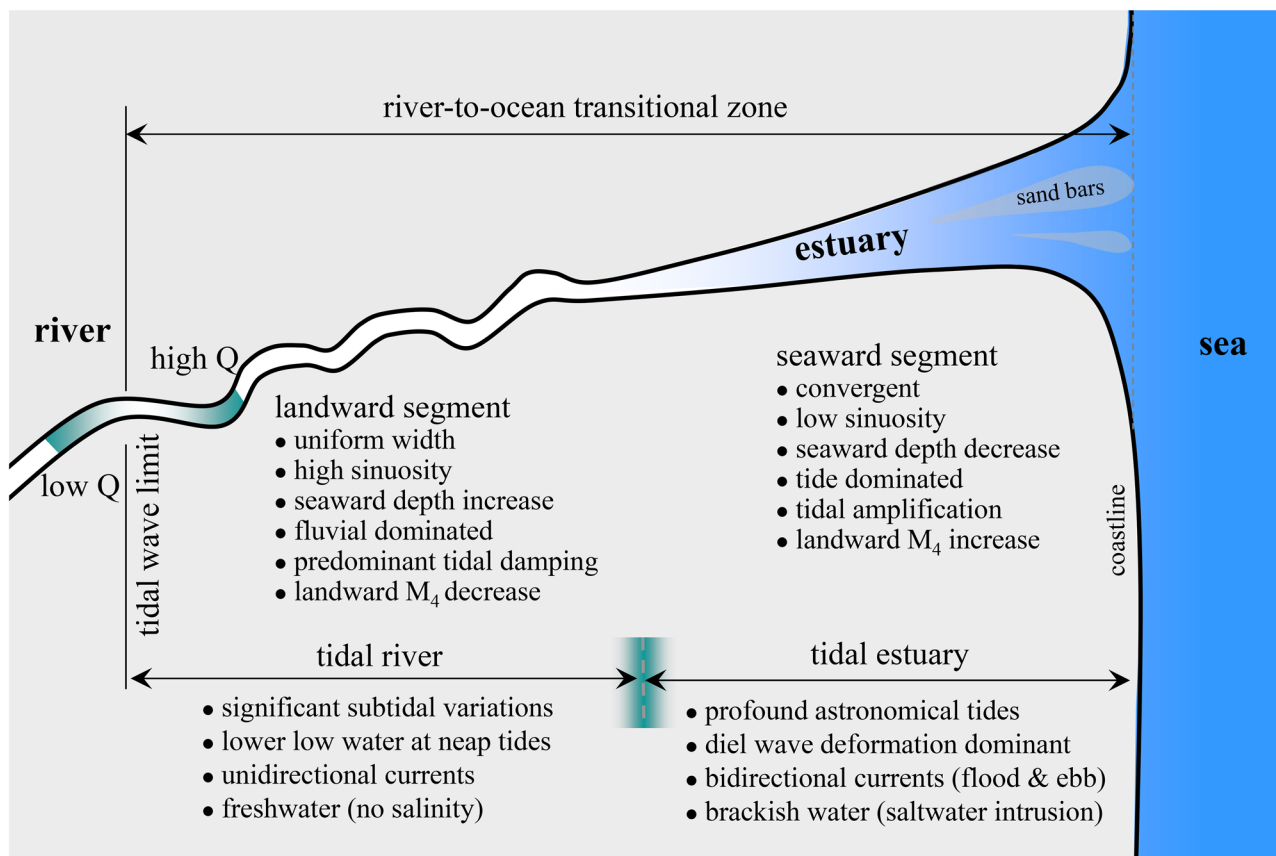 river-to-ocean transitional zone
sand bars
estuary
river
high Q
sea
low Q
tidal wave limit
landward segment
• uniform width
• high sinuosity
• seaward depth increase
• fluvial dominated
• predominant tidal damping
• landward M₄ decrease
seaward segment
• convergent
• low sinuosity
• seaward depth decrease
• tide dominated
• tidal amplification
• landward M₄ increase
coastline
tidal river
• significant subtidal variations
• lower low water at neap tides
• unidirectional currents
• freshwater (no salinity)
tidal estuary
• profound astronomical tides
• diel wave deformation dominant
• bidirectional currents (flood & ebb)
• brackish water (saltwater intrusion)